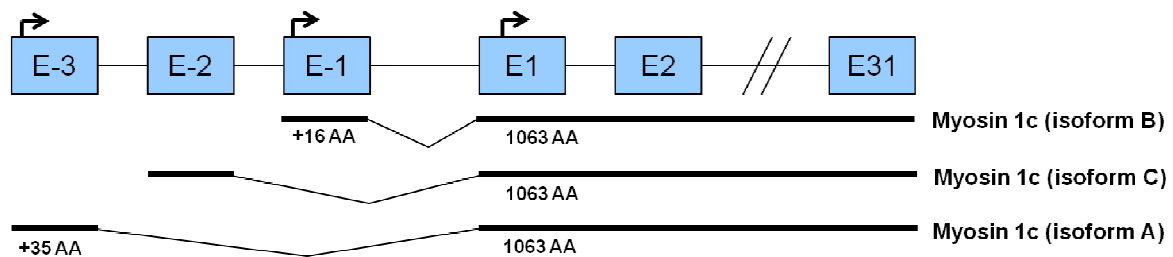 E-3 E-2 E-1 E1 E2 E31
+16 AA 1063 AA Myosin 1c (isoform B)
1063 AA Myosin 1c (isoform C)
+35 AA 1063 AA Myosin 1c (isoform A)